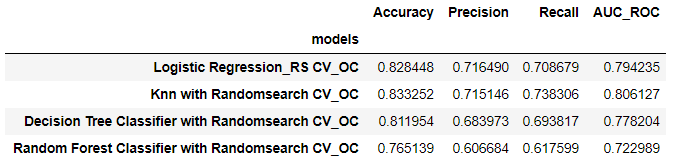 Accuracy Precision Recall AUC_ROC
models
Logistic Regression_RS CV_OC 0.828448 0.716490 0.708679 0.794235
Knn with Randomsearch CV_OC 0.833252 0.715146 0.738306 0.806127
Decision Tree Classifier with Randomsearch CV_OC 0.811954 0.683973 0.693817 0.778204
Random Forest Classifier with Randomsearch CV_OC 0.765139 0.606684 0.617599 0.722989